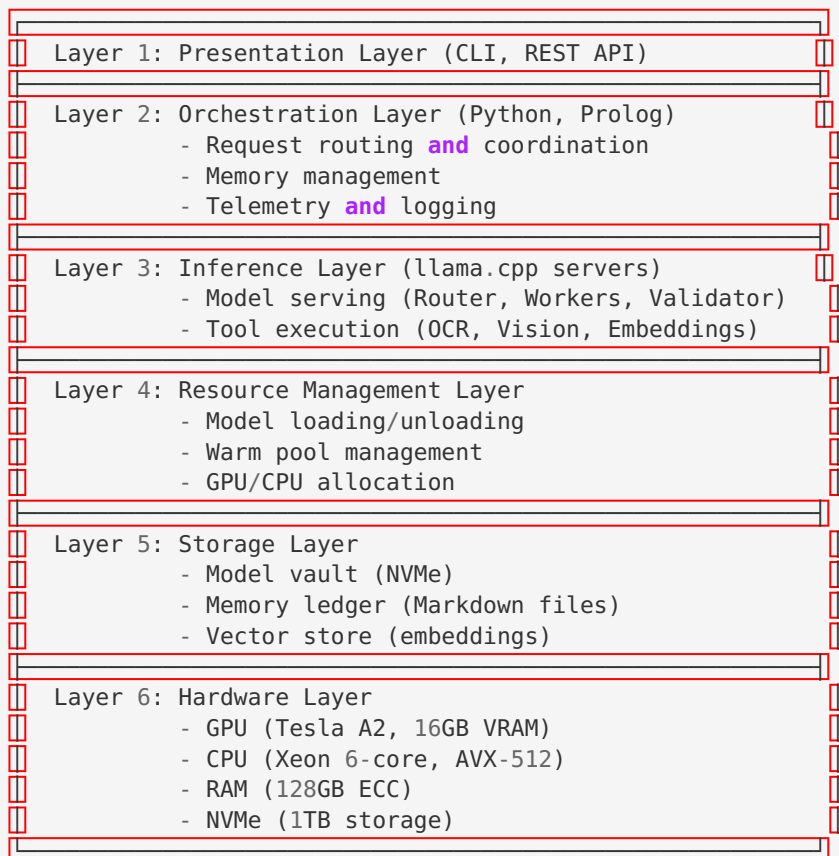 Layer 1: Presentation Layer (CLI, REST API)
Layer 2: Orchestration Layer (Python, Prolog)
- Request routing and coordination
- Memory management
- Telemetry and logging
Layer 3: Inference Layer (llama.cpp servers)
- Model serving (Router, Workers, Validator)
- Tool execution (OCR, Vision, Embeddings)
Layer 4: Resource Management Layer
- Model loading/unloading
- Warm pool management
- GPU/CPU allocation
Layer 5: Storage Layer
- Model vault (NVMe)
- Memory ledger (Markdown files)
- Vector store (embeddings)
Layer 6: Hardware Layer
- GPU (Tesla A2, 16GB VRAM)
- CPU (Xeon 6-core, AVX-512)
- RAM (128GB ECC)
- NVMe (1TB storage)